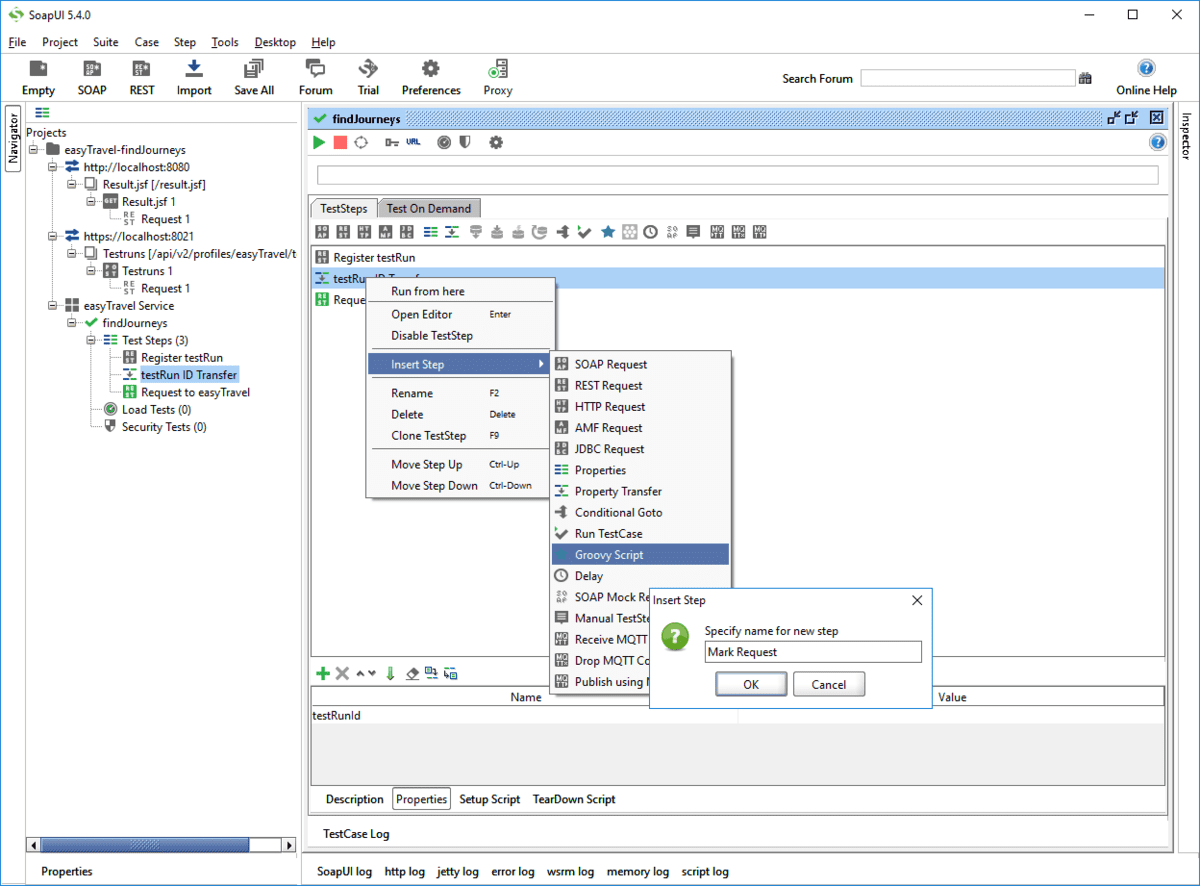 SoapUI 5.4.0
File Project Suite Case Step Tools Desktop Help
Empty SOAP REST Import Save All Forum Trial Preferences Proxy Search Forum Online Help
Navigator
Projects
easyTravel-findJourneys
http://localhost:8080
Result.jsf [/result.jsf]
Result.jsf 1
Request 1
https://localhost:8021
Testruns [/api/v2/profiles/easyTravel/t
Testruns 1
Request 1
easyTravel Service
findJourneys
Test Steps (3)
Register testRun
testRun ID Transfer
Request to easyTravel
Load Tests (0)
Security Tests (0)
Properties
findJourneys
URL
TestSteps Test On Demand
Register testRun
testRun ID Transfer
Reque
Run from here
Open Editor Enter
Disable TestStep
Insert Step
Rename F2
Delete Delete
Clone TestStep F9
Move Step Up Ctrl-Up
Move Step Down Ctrl-Down
SOAP Request
REST Request
HTTP Request
AMF Request
JDBC Request
Properties
Property Transfer
Conditional Goto
Run TestCase
Groovy Script
Delay
SOAP Mock Re
Manual TestSte
Receive MQTT
Drop MQTT Co
Publish using
Insert Step
Specify name for new step
Mark Request
OK Cancel
Name Value
testRunId
Description Properties Setup Script TearDown Script
TestCase Log
SoapUI log http log jetty log error log wsrm log memory log script log
Inspector